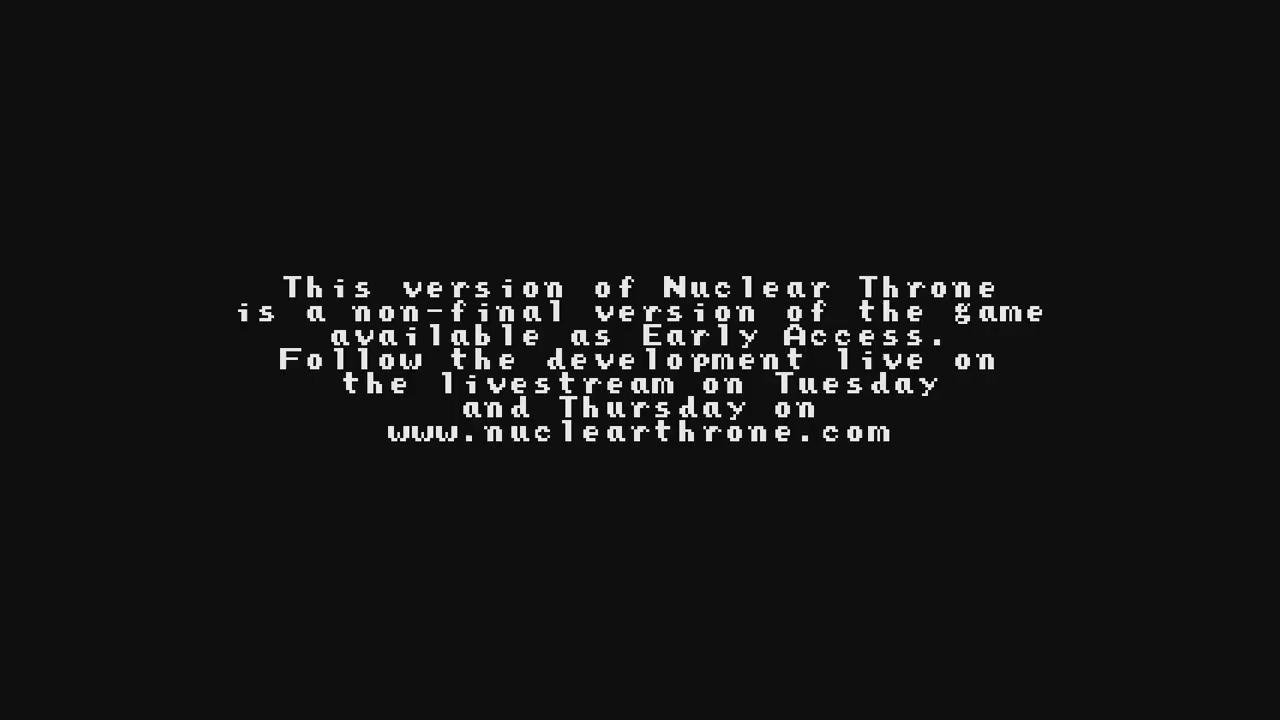 This version of Nuclear Throne
is a non-final version of the game
available as Early Access.
Follow the development live on
the livestream on Tuesday
and Thursday on
www.nuclearthrone.com